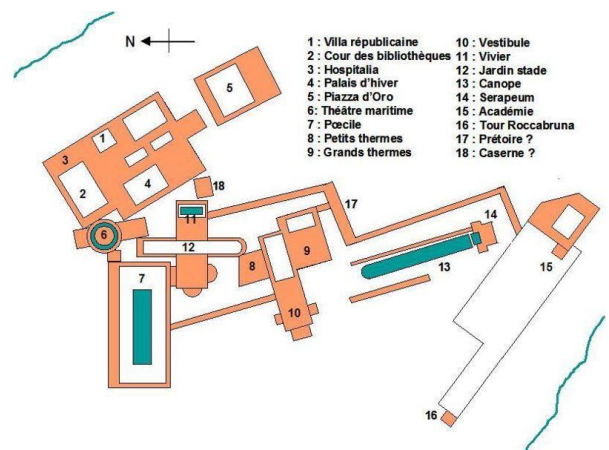 N
1 : Villa républicaine
2 : Cour des bibliothèques
3 : Hospitalia
4 : Palais d'hiver
5 : Piazza d'Oro
6: Théâtre maritime
7 : Pœcile
8 : Petits thermes
9 : Grands thermes
10 : Vestibule
11 : Vivier
12 : Jardin stade
13 : Canope
14 : Serapeum
15 : Académie
16 : Tour Roccabruna
17 : Prétoire ?
18 : Caserne ?
5
1
3
2
4
18
11
17
14
6
12
9
8
13
7
15
10
16